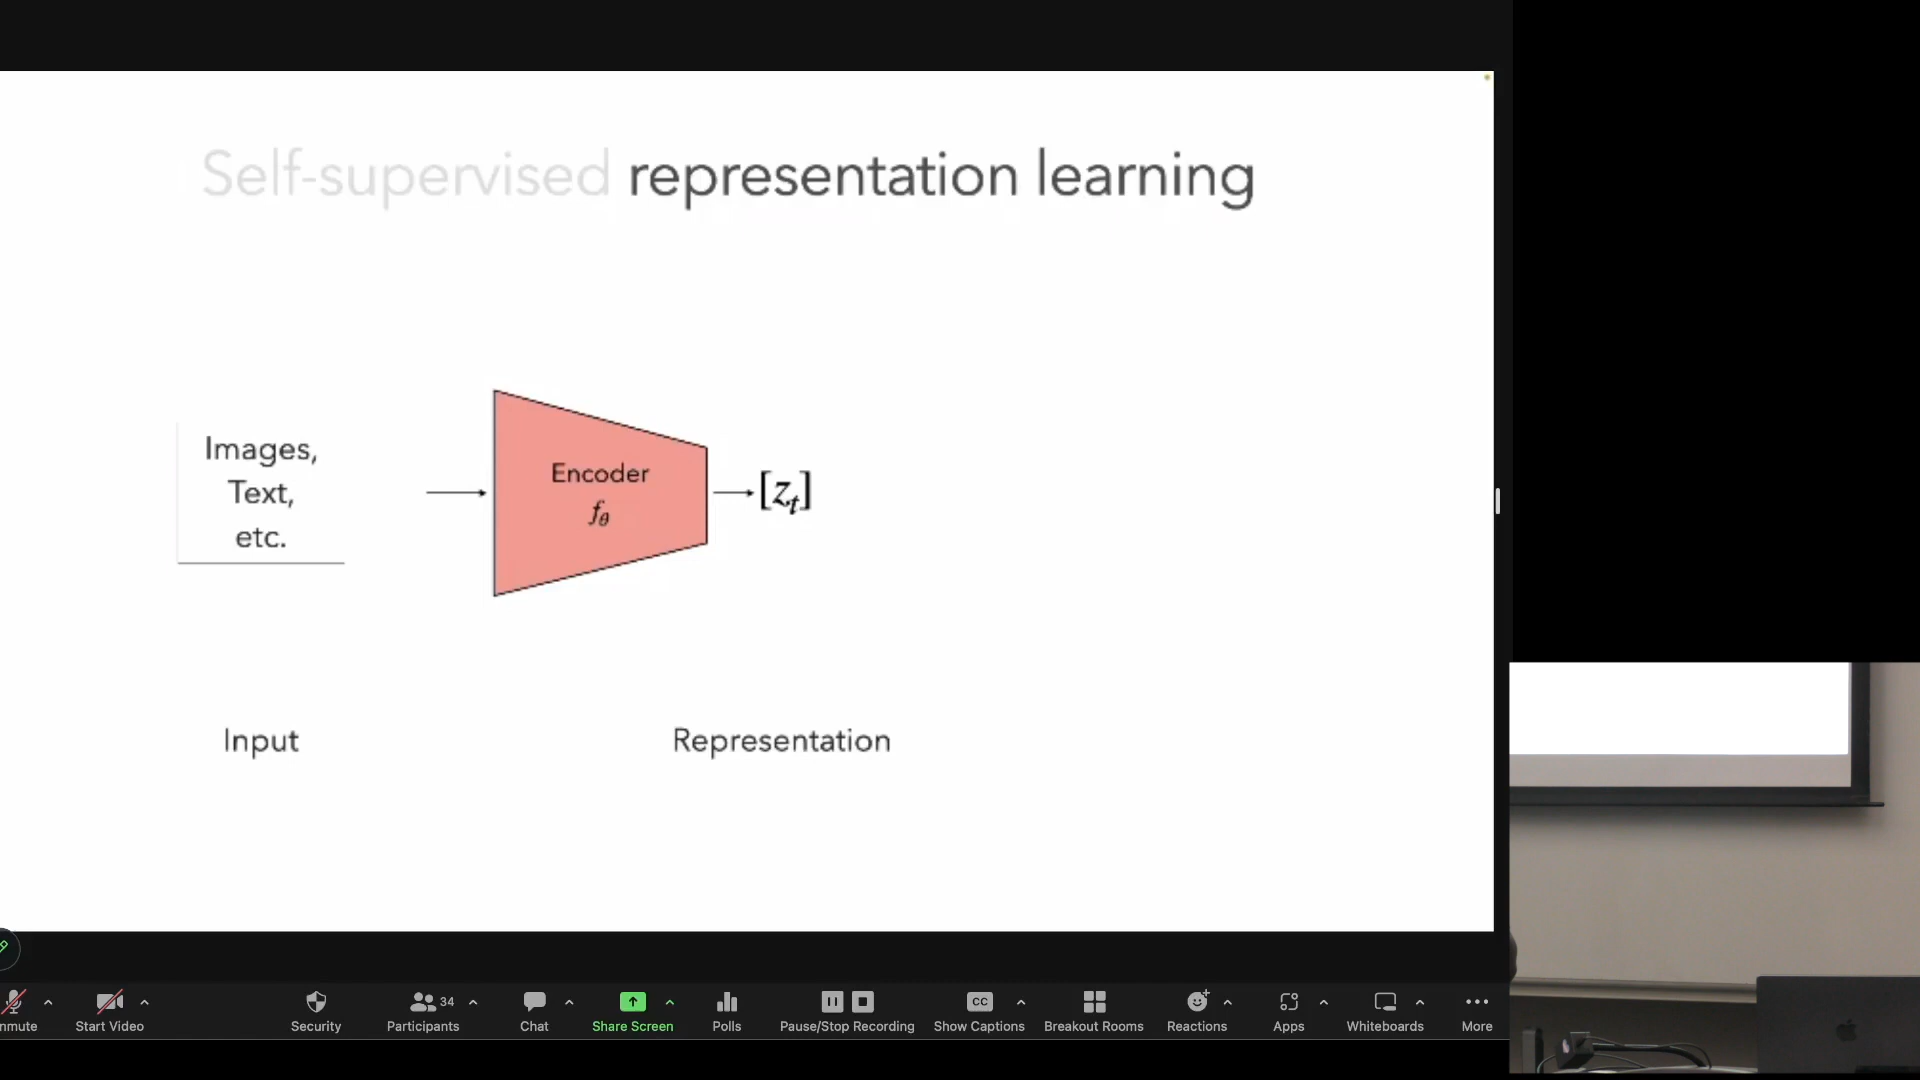 Self-supervised representation learning
Images,
Text,
etc.
Encoder
fθ
[zt]
Input
Representation
nmute
Start Video
Security
34
Participants
Chat
Share Screen
Polls
Pause/Stop Recording
CC
Show Captions
Breakout Rooms
Reactions
Apps
Whiteboards
More